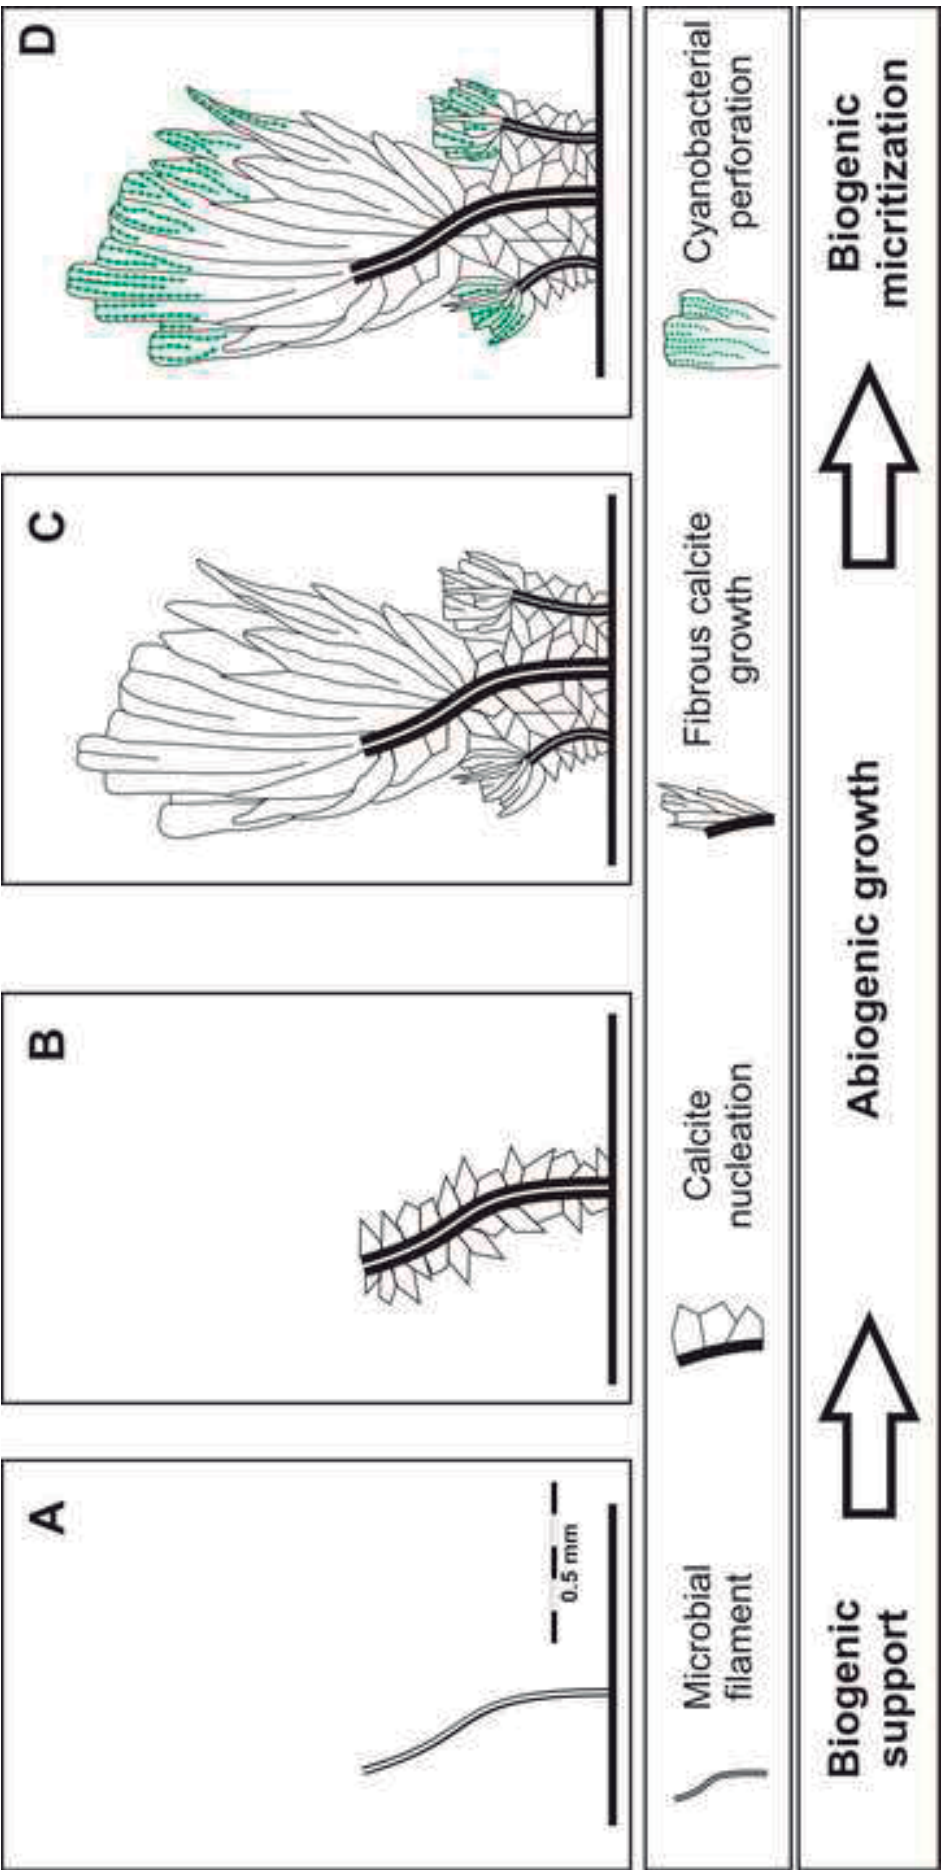 A
B
C
D
0.5 mm
Microbial
filament
Calcite
nucleation
Fibrous calcite
growth
Cyanobacterial
perforation
Biogenic
support
Abiogenic growth
Biogenic
micritization